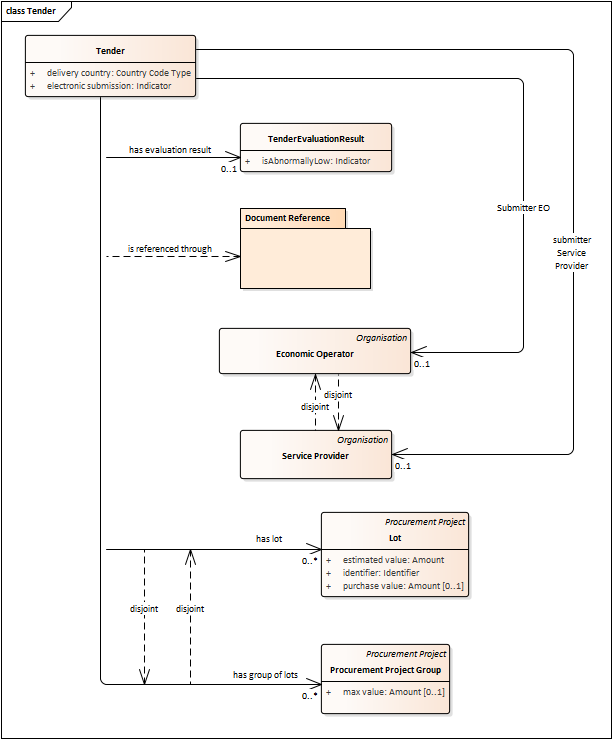 class Tender
Tender
+ delivery country: Country Code Type
+ electronic submission: Indicator
TenderEvaluationResult
+ isAbnormallyLow: Indicator
has evaluation result
0..1
Document Reference
Submitter EO
is referenced through
submitter
Service
Provider
Organisation
Economic Operator
0..1
disjoint
disjoint
Organisation
Service Provider
0..1
Procurement Project
Lot
has lot
0..*
+ estimated value: Amount
+ identifier: Identifier
+ purchase value: Amount [0..1]
disjoint
disjoint
Procurement Project
Procurement Project Group
has group of lots
0..*
+ max value: Amount [0..1]